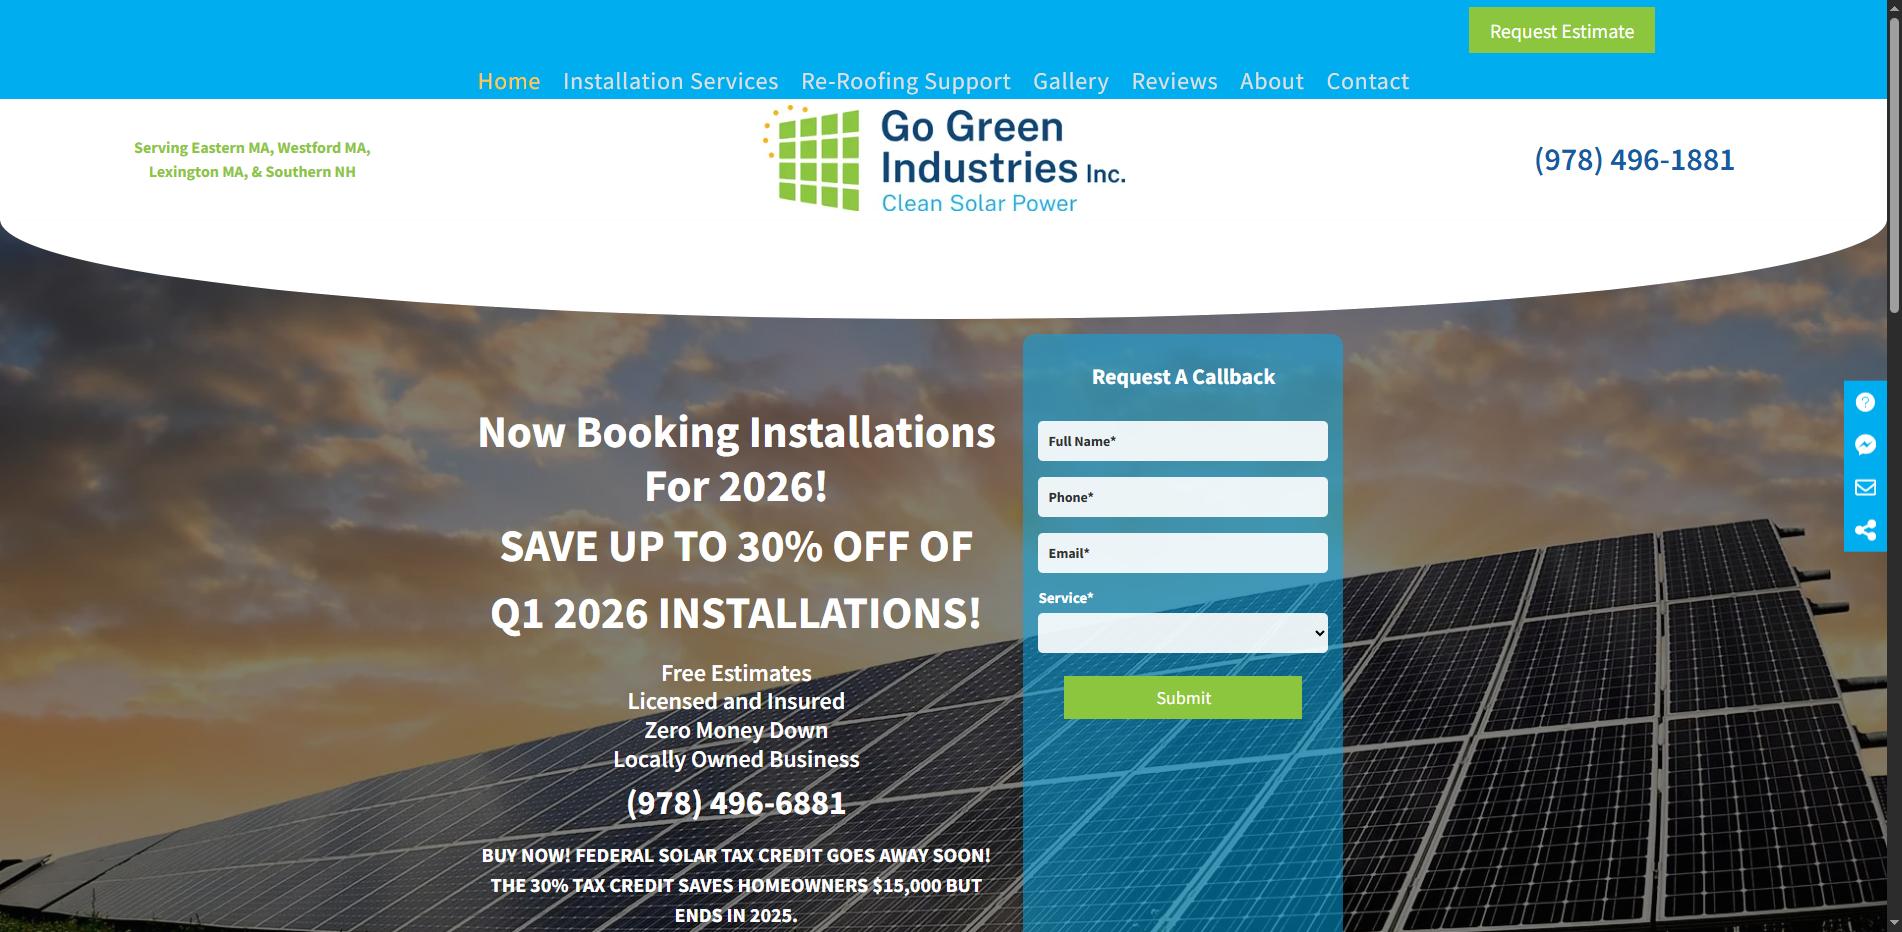 Request Estimate
Home Installation Services Re-Roofing Support Gallery Reviews About Contact
Serving Eastern MA, Westford MA,
Lexington MA, & Southern NH
Go Green
Industries Inc.
Clean Solar Power
(978) 496-1881
Now Booking Installations
For 2026!
SAVE UP TO 30% OFF OF
Q1 2026 INSTALLATIONS!
Free Estimates
Licensed and Insured
Zero Money Down
Locally Owned Business
(978) 496-6881
BUY NOW! FEDERAL SOLAR TAX CREDIT GOES AWAY SOON!
THE 30% TAX CREDIT SAVES HOMEOWNERS $15,000 BUT
ENDS IN 2025.
Request A Callback
Full Name*
Phone*
Email*
Service*
Submit